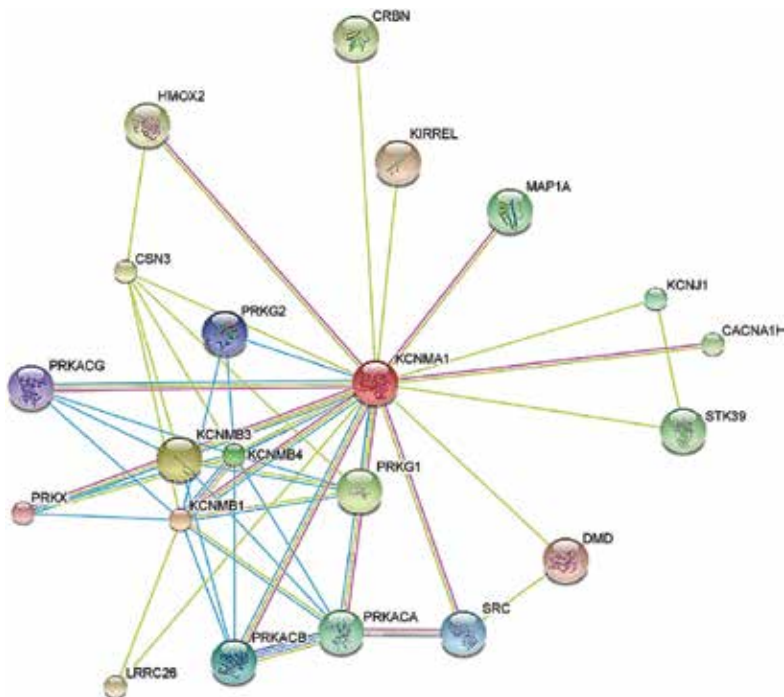 CRBN
HMOX2
KIRREL
MAP1A
CSN3
KCNJ1
PRKG2
CACNA1H
KCNMA1
PRKACG
STK39
KCNMB3
KCNMB4
PRKG1
PRKX
KCNMB1
DMD
PRKACA
SRC
PRKACB
LRRC26